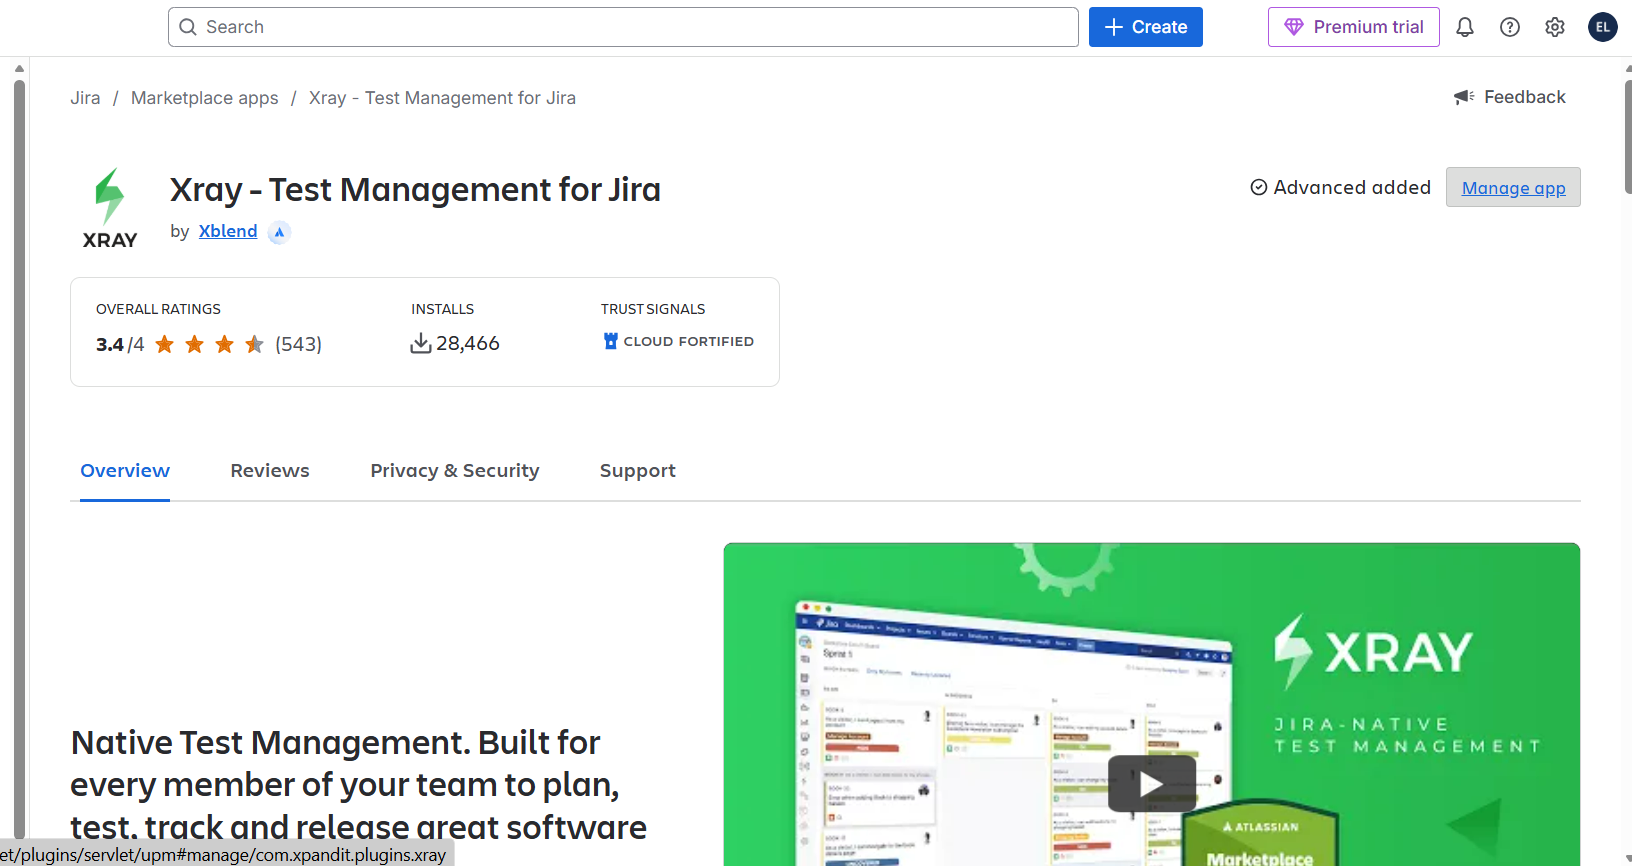 Search
Create
Premium trial
EL
Jira / Marketplace apps / Xray - Test Management for Jira
Feedback
XRAY
Xray - Test Management for Jira
by Xblend
Advanced added
Manage app
OVERALL RATINGS
3.4/4 (543)
INSTALLS
28,466
TRUST SIGNALS
CLOUD FORTIFIED
Overview
Reviews
Privacy & Security
Support
Native Test Management. Built for
every member of your team to plan,
test, track and release great software
Jira
Sprint 1
XRAY
JIRA-NATIVE
TEST MANAGEMENT
ATLASSIAN
Marketplace
et/plugins/servlet/upm#manage/com.xpandit.plugins.xray